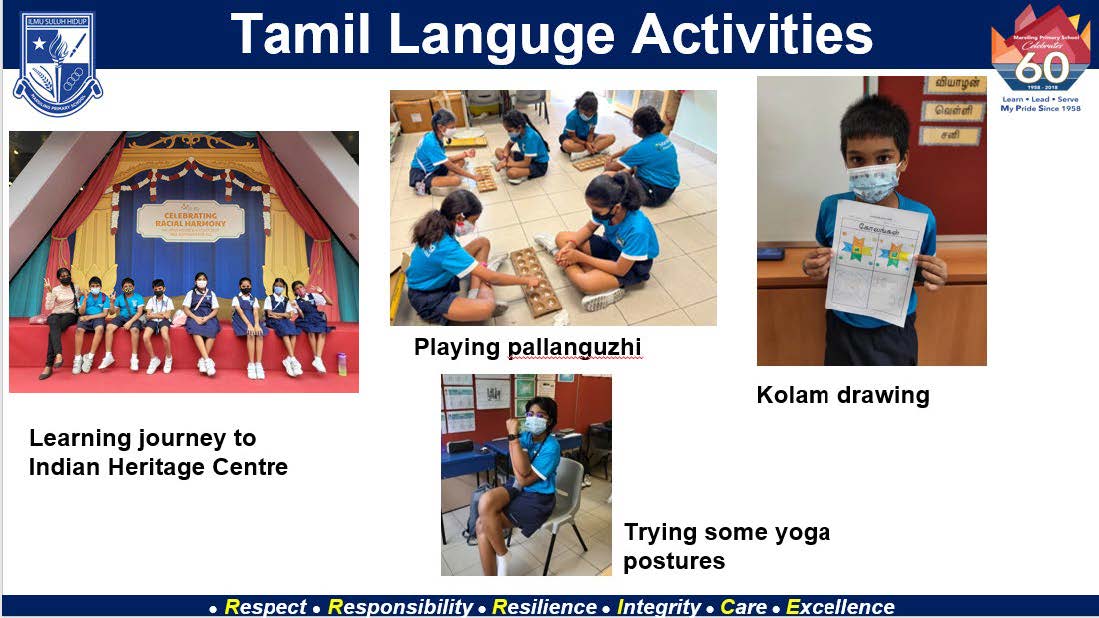 ILMU SULUH HIDUP
MARSILING PRIMARY SCHOOL
Tamil Languge Activities
Marsiling Primary School
Celebrates
60
1958 - 2018
Learn • Lead • Serve
My Pride Since 1958
CELEBRATING
RACIAL HARMONY
Learning journey to
Indian Heritage Centre
Playing pallanguzhi
வியாழன்
வெள்ளி
சனி
கோலங்கள்
Kolam drawing
Trying some yoga
postures
• Respect • Responsibility • Resilience • Integrity • Care • Excellence